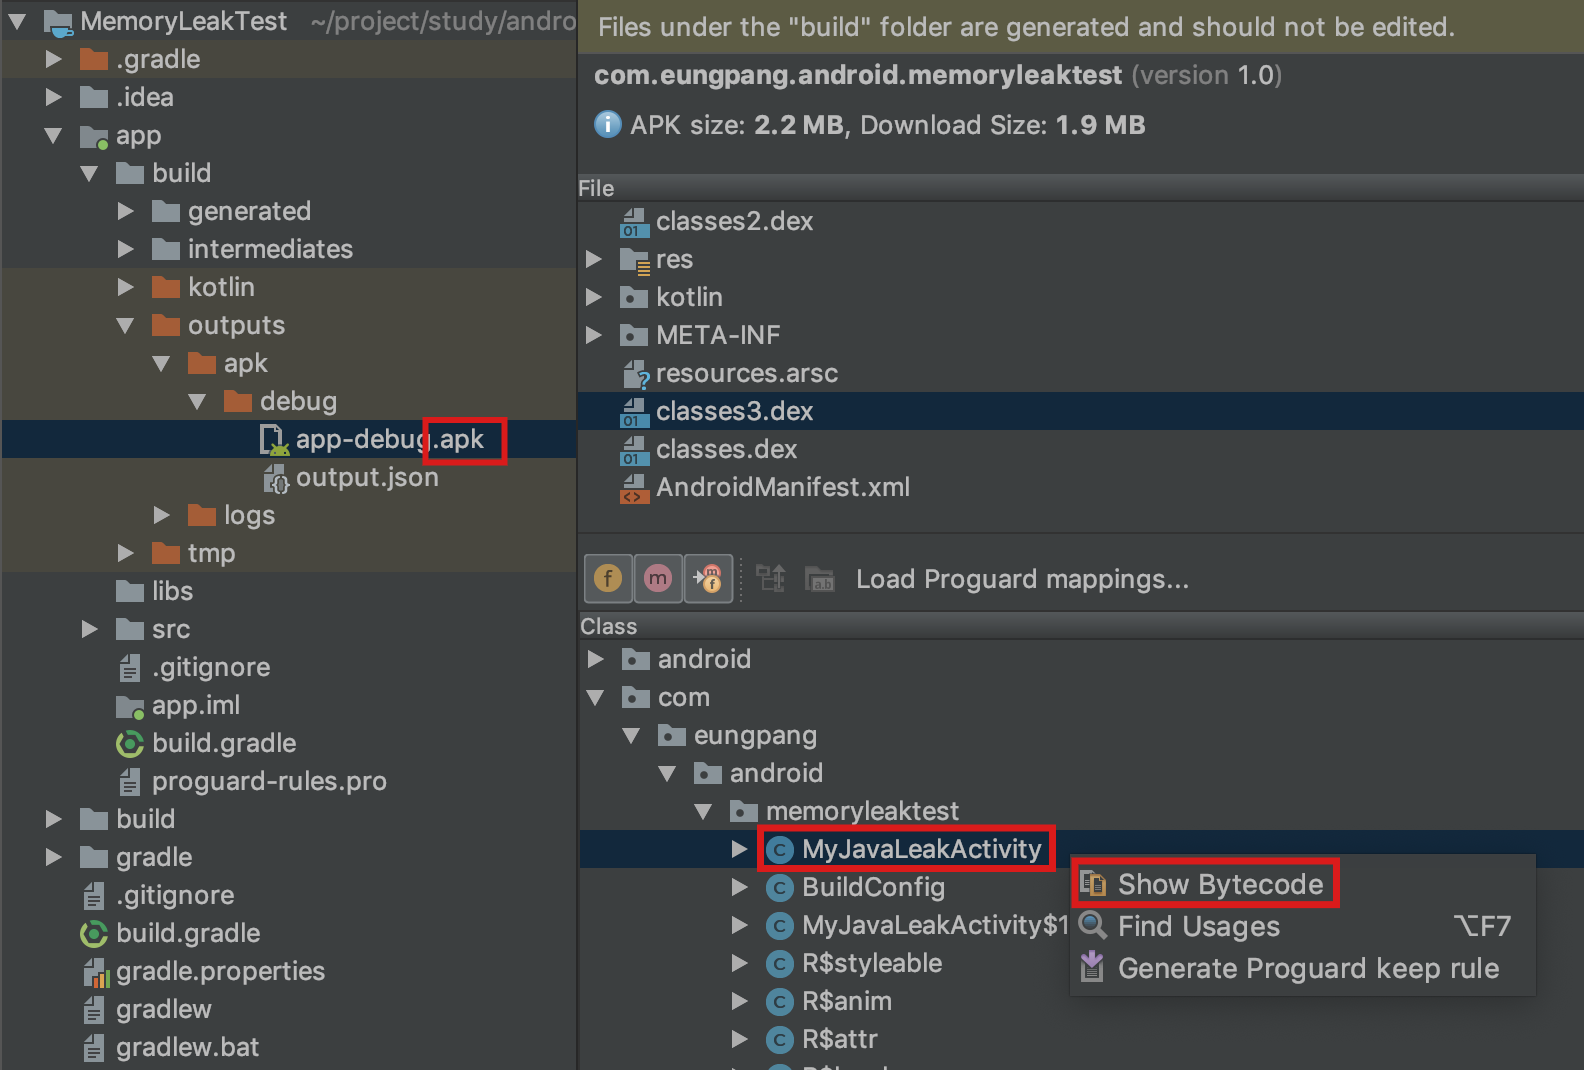 MemoryLeakTest ~/project/study/andro
.gradle
.idea
app
build
generated
intermediates
kotlin
outputs
apk
debug
app-debug.apk
output.json
logs
tmp
libs
src
.gitignore
app.iml
build.gradle
proguard-rules.pro
build
gradle
.gitignore
build.gradle
gradle.properties
gradlew
gradlew.bat
Files under the "build" folder are generated and should not be edited.
com.eungpang.android.memoryleaktest (version 1.0)
APK size: 2.2 MB, Download Size: 1.9 MB
File
classes2.dex
res
kotlin
META-INF
resources.arsc
classes3.dex
classes.dex
AndroidManifest.xml
Load Proguard mappings...
Class
android
com
eungpang
android
memoryleaktest
MyJavaLeakActivity
BuildConfig
MyJavaLeakActivity$1
R$styleable
R$anim
R$attr
Show Bytecode
Find Usages ⌥F7
Generate Proguard keep rule